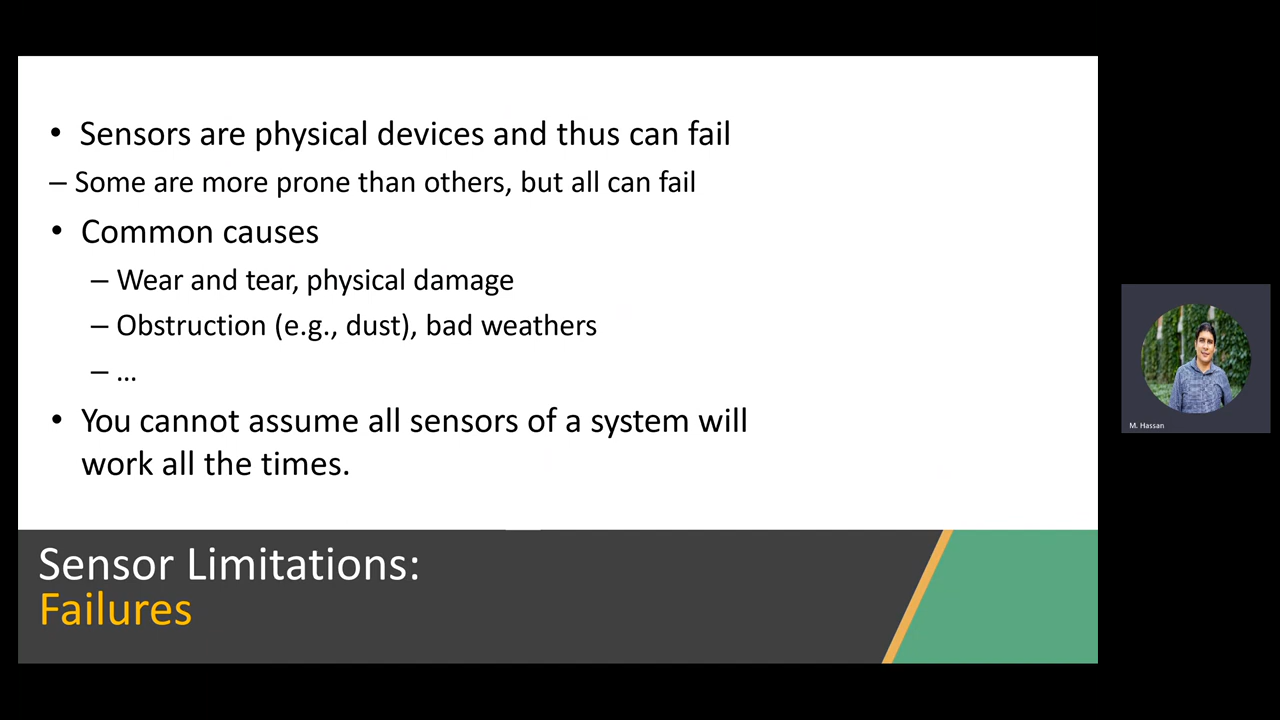 • Sensors are physical devices and thus can fail
– Some are more prone than others, but all can fail
• Common causes
– Wear and tear, physical damage
– Obstruction (e.g., dust), bad weathers
– …
• You cannot assume all sensors of a system will
work all the times.
Sensor Limitations:
Failures
M. Hassan